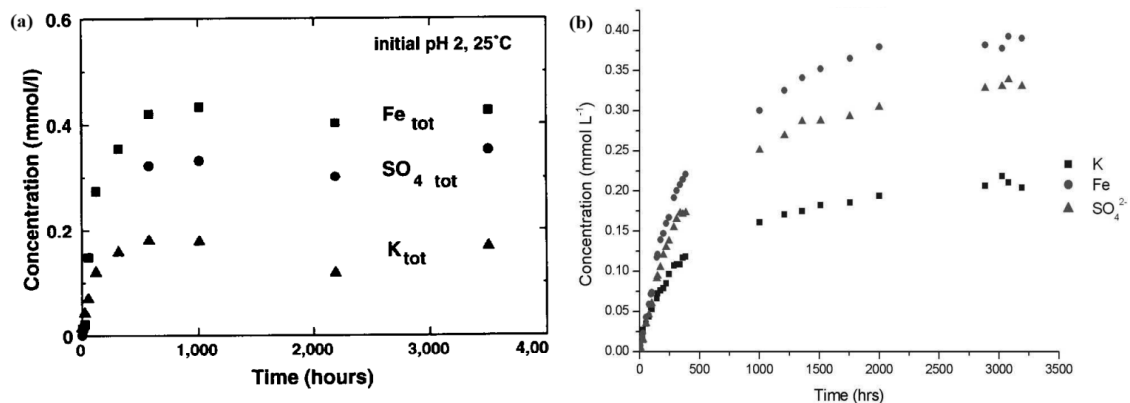 (a)
0.6
0.4
0.2
0
Concentration (mmol/l)
initial pH 2, 25°C
Fe tot
SO4 tot
K tot
0
1,000
2,000
3,000
4,00
Time (hours)
(b)
0.40
0.35
0.30
0.25
0.20
0.15
0.10
0.05
0.00
Concentration (mmol L⁻¹)
K
Fe
SO₄²⁻
0
500
1000
1500
2000
2500
3000
3500
Time (hrs)